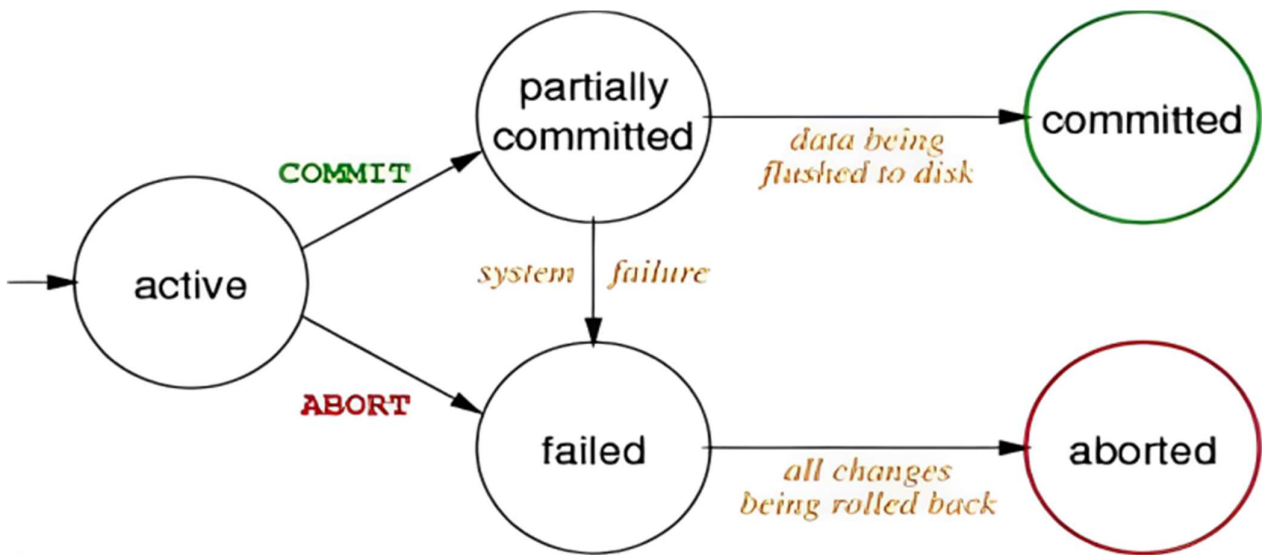 partially
committed
committed
data being
flushed to disk
COMMIT
active
system failure
ABORT
failed
aborted
all changes
being rolled back